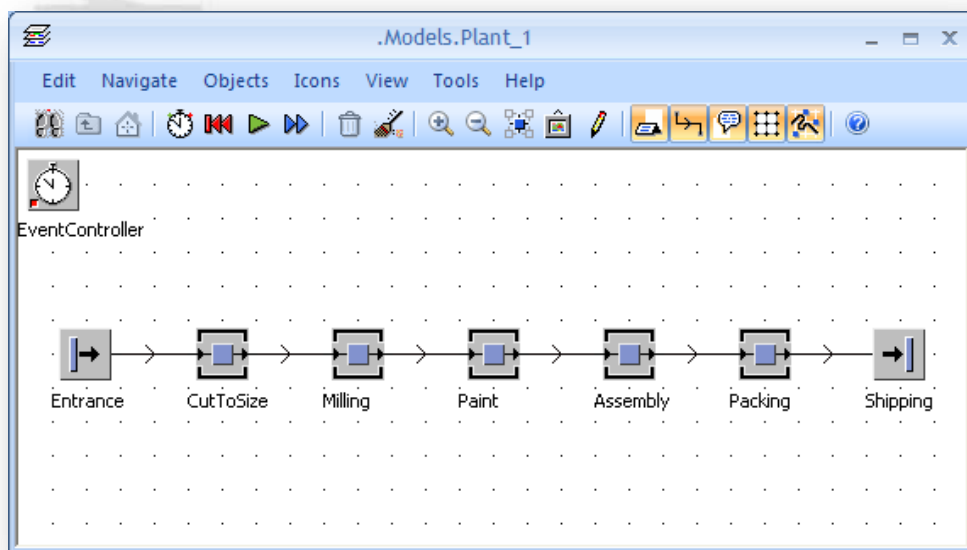 .Models.Plant_1
Edit Navigate Objects Icons View Tools Help
EventController
Entrance CutToSize Milling Paint Assembly Packing Shipping